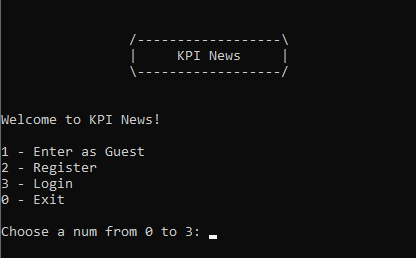 /------------------\
|     KPI News     |
\------------------/
Welcome to KPI News!
1 - Enter as Guest
2 - Register
3 - Login
0 - Exit
Choose a num from 0 to 3: